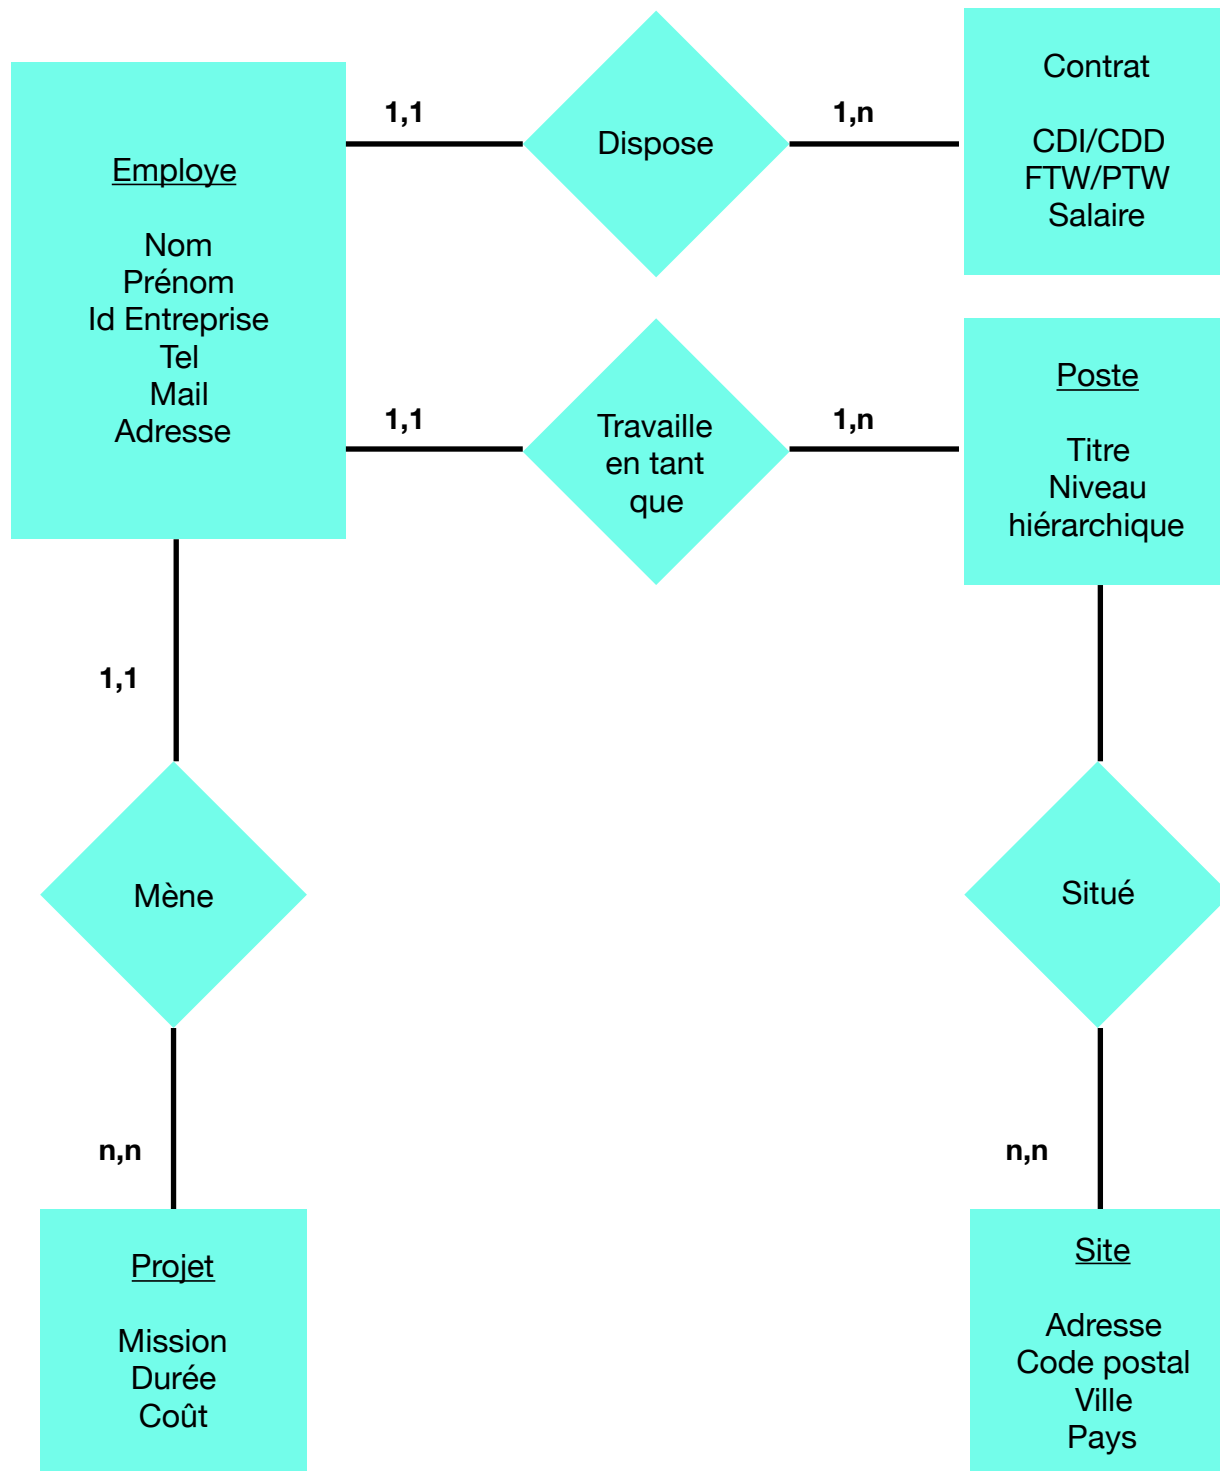 Employe
Nom
Prénom
Id Entreprise
Tel
Mail
Adresse
1,1
Dispose
1,n
Contrat
CDI/CDD
FTW/PTW
Salaire
1,1
Travaille
en tant
que
1,n
Poste
Titre
Niveau
hiérarchique
1,1
Mène
Situé
n,n
n,n
Projet
Mission
Durée
Coût
Site
Adresse
Code postal
Ville
Pays